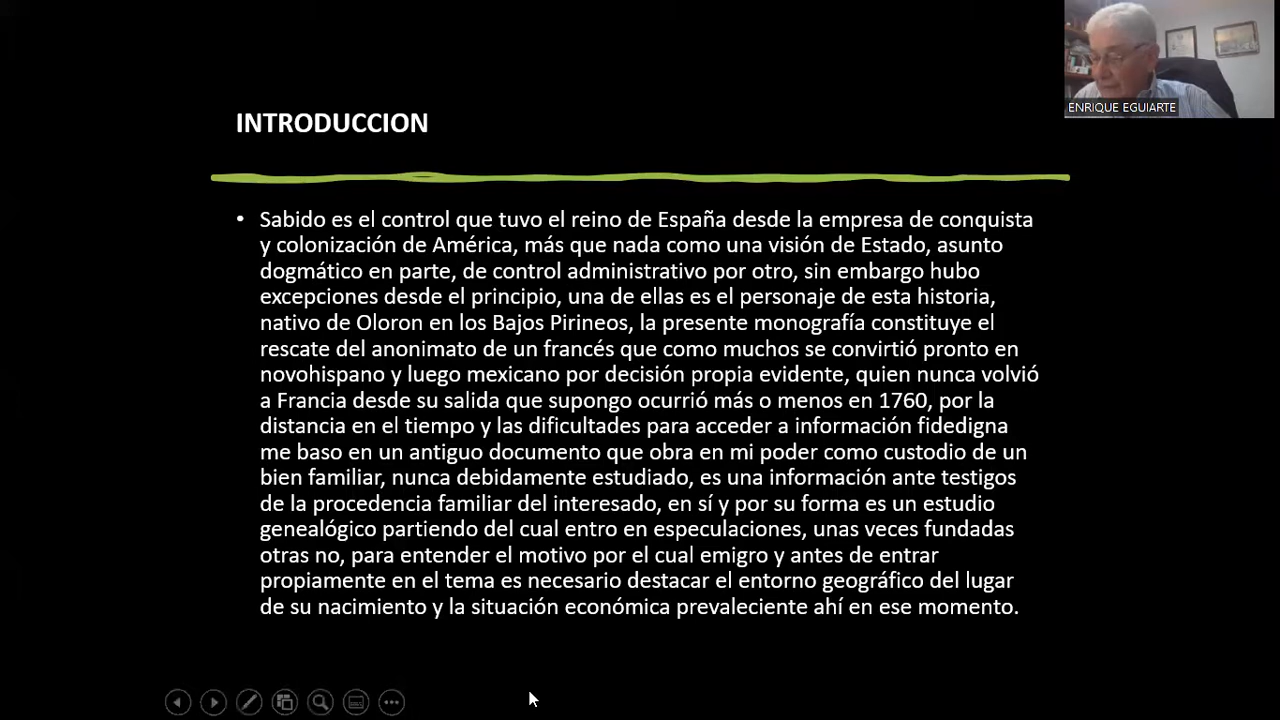 ENRIQUE EGUIARTE
INTRODUCCION
• Sabido es el control que tuvo el reino de España desde la empresa de conquista
y colonización de América, más que nada como una visión de Estado, asunto
dogmático en parte, de control administrativo por otro, sin embargo hubo
excepciones desde el principio, una de ellas es el personaje de esta historia,
nativo de Oloron en los Bajos Pirineos, la presente monografía constituye el
rescate del anonimato de un francés que como muchos se convirtió pronto en
novohispano y luego mexicano por decisión propia evidente, quien nunca volvió
a Francia desde su salida que supongo ocurrió más o menos en 1760, por la
distancia en el tiempo y las dificultades para acceder a información fidedigna
me baso en un antiguo documento que obra en mi poder como custodio de un
bien familiar, nunca debidamente estudiado, es una información ante testigos
de la procedencia familiar del interesado, en sí y por su forma es un estudio
genealógico partiendo del cual entro en especulaciones, unas veces fundadas
otras no, para entender el motivo por el cual emigro y antes de entrar
propiamente en el tema es necesario destacar el entorno geográfico del lugar
de su nacimiento y la situación económica prevaleciente ahí en ese momento.